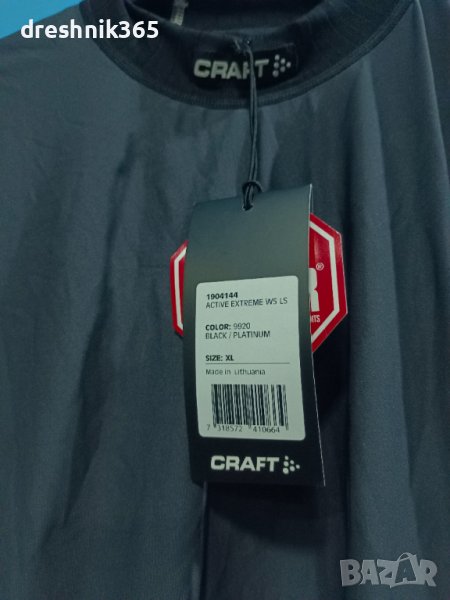 dreshnik365
CRAFT
1904144
ACTIVE EXTREME WS LS
COLOR: 9920
BLACK / PLATINUM
SIZE: XL
Made in Lithuania
7 318572 410664
CRAFT
BAZAR